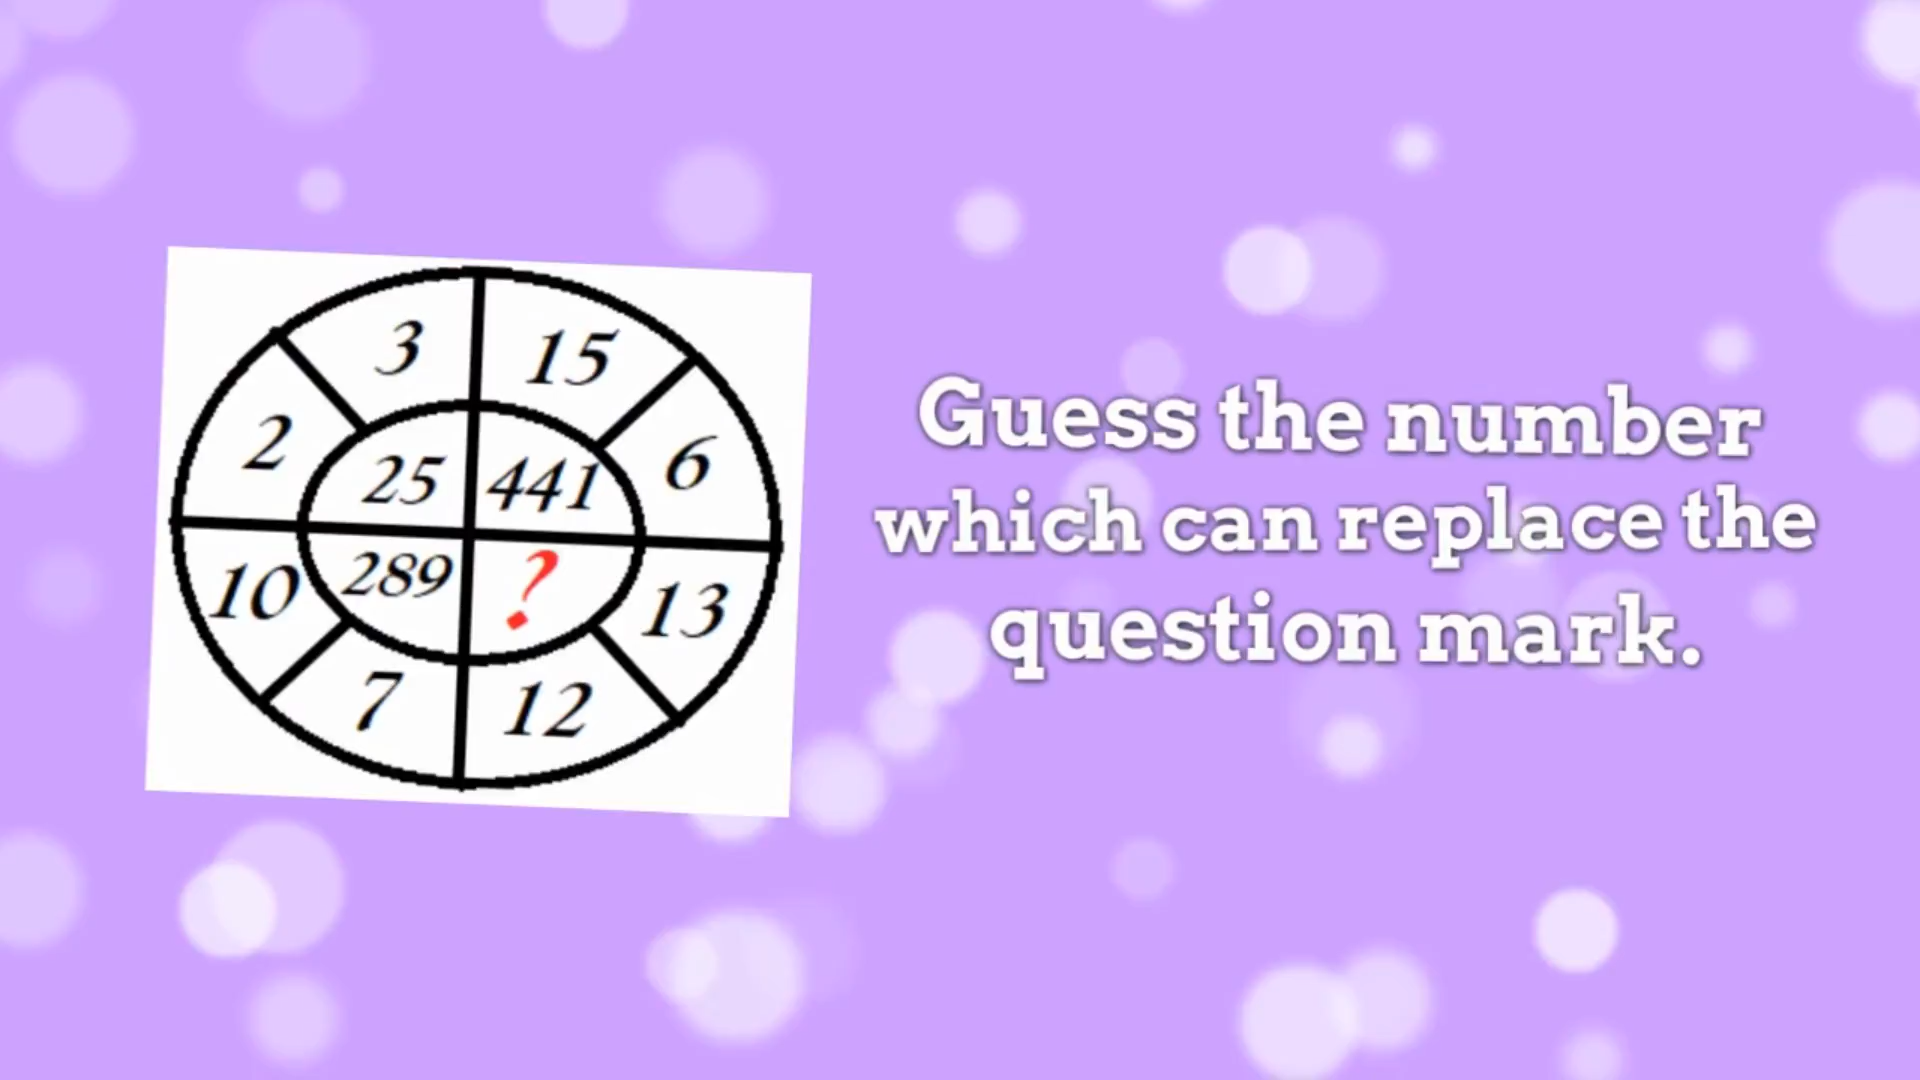 3 15
2 6
25 441
289 ?
10 13
7 12
Guess the number
which can replace the
question mark.